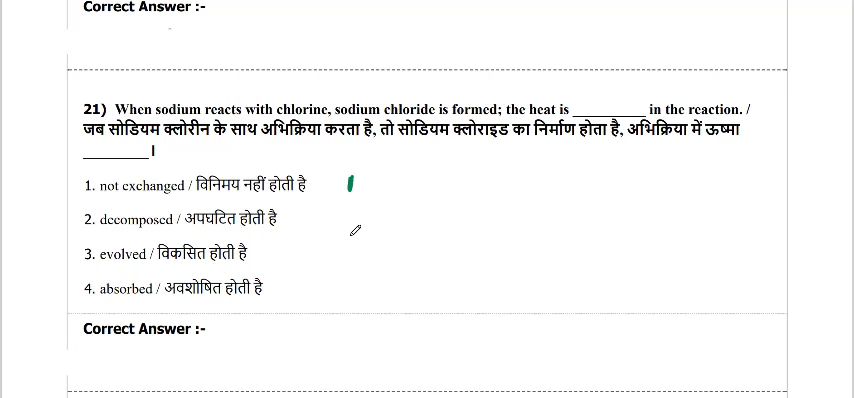 Correct Answer :-
21) When sodium reacts with chlorine, sodium chloride is formed; the heat is _________ in the reaction. /
जब सोडियम क्लोरीन के साथ अभिक्रिया करता है, तो सोडियम क्लोराइड का निर्माण होता है, अभिक्रिया में ऊष्मा
_________ ।
1. not exchanged / विनिमय नहीं होती है
2. decomposed / अपघटित होती है
3. evolved / विकसित होती है
4. absorbed / अवशोषित होती है
Correct Answer :-